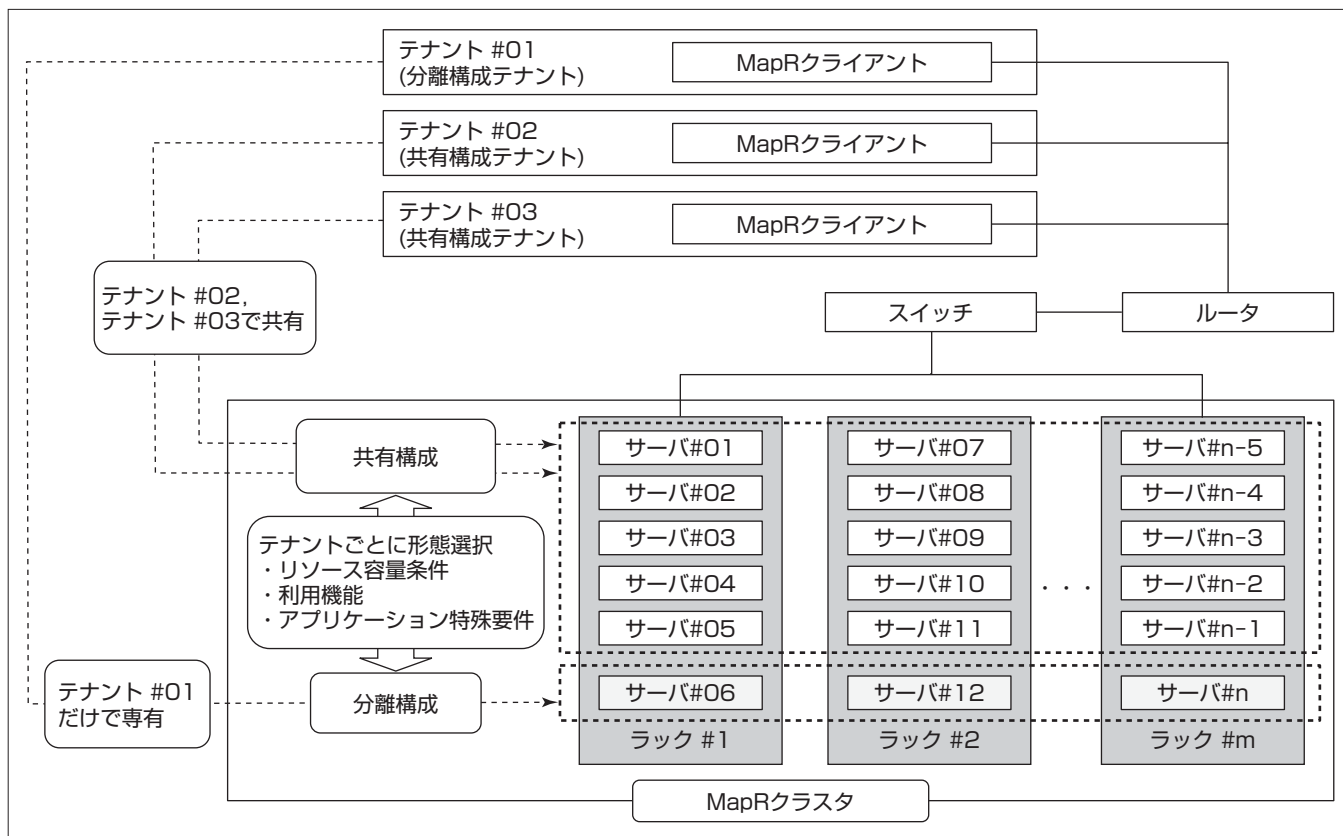 テナント #01
(分離構成テナント)
MapRクライアント
テナント #02
(共有構成テナント)
MapRクライアント
テナント #03
(共有構成テナント)
MapRクライアント
テナント #02,
テナント #03で共有
スイッチ
ルータ
共有構成
テナントごとに形態選択
・リソース容量条件
・利用機能
・アプリケーション特殊要件
分離構成
テナント #01
だけで専有
サーバ#01
サーバ#02
サーバ#03
サーバ#04
サーバ#05
サーバ#06
ラック #1
サーバ#07
サーバ#08
サーバ#09
サーバ#10
サーバ#11
サーバ#12
ラック #2
・・・
サーバ#n-5
サーバ#n-4
サーバ#n-3
サーバ#n-2
サーバ#n-1
サーバ#n
ラック #m
MapRクラスタ